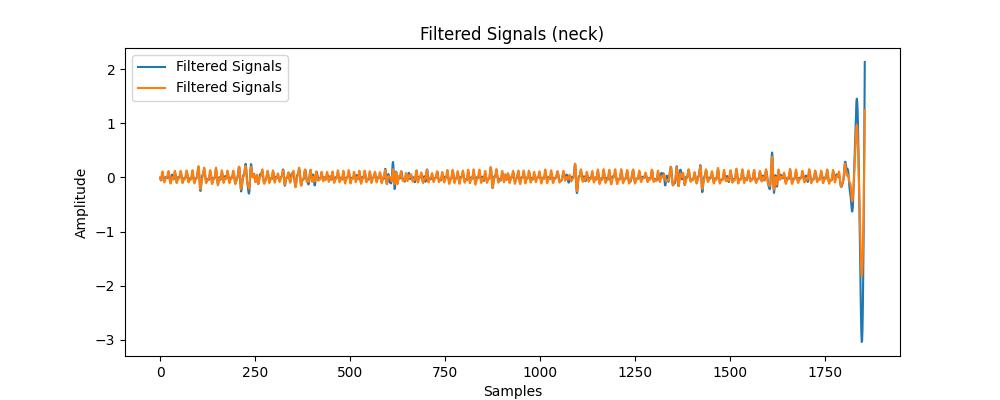 Filtered Signals (neck)
Filtered Signals
Filtered Signals
Amplitude
2
1
0
−1
−2
−3
0 250 500 750 1000 1250 1500 1750
Samples